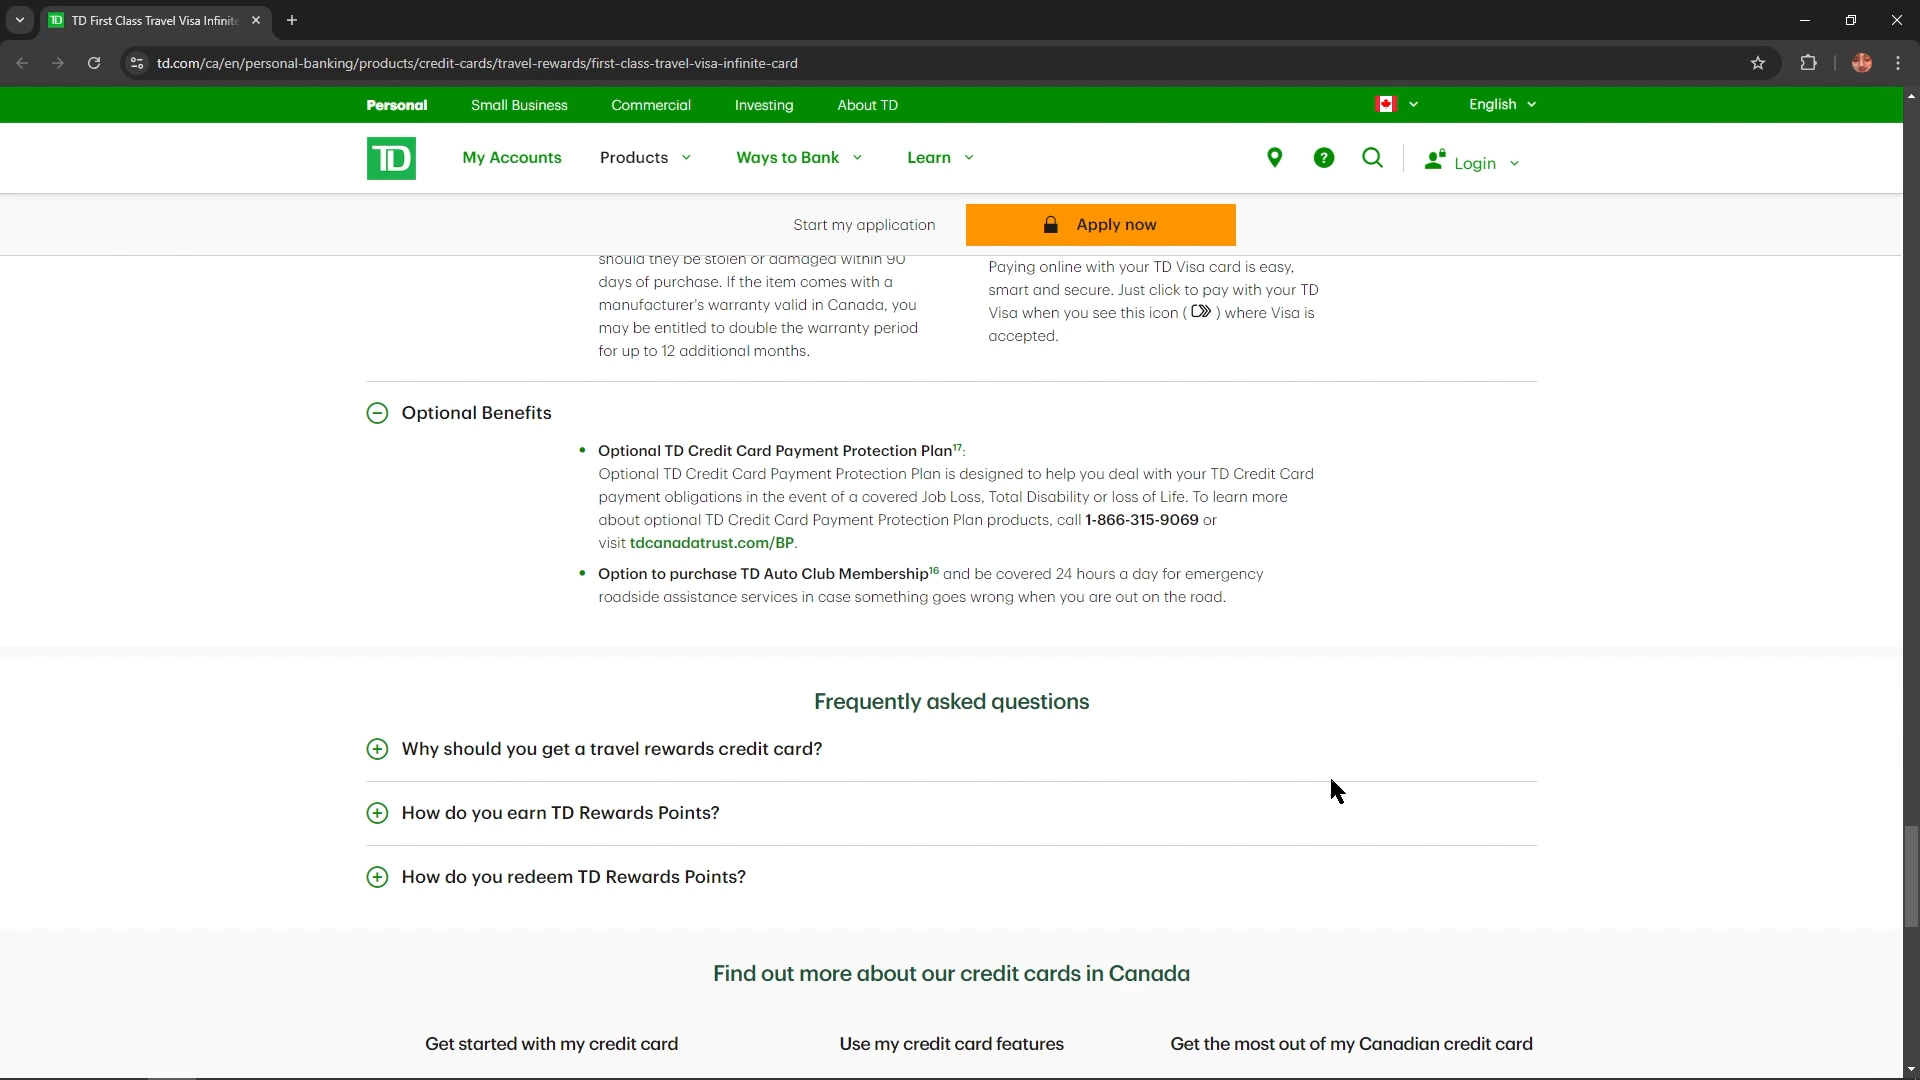 TD First Class Travel Visa Infinite
td.com/ca/en/personal-banking/products/credit-cards/travel-rewards/first-class-travel-visa-infinite-card
Personal
Small Business
Commercial
Investing
About TD
English
TD
My Accounts
Products
Ways to Bank
Learn
Login
Start my application
Apply now
should they be stolen or damaged within 90
days of purchase. If the item comes with a
manufacturer's warranty valid in Canada, you
may be entitled to double the warranty period
for up to 12 additional months.
Paying online with your TD Visa card is easy,
smart and secure. Just click to pay with your TD
Visa when you see this icon ( ) where Visa is
accepted.
Optional Benefits
• Optional TD Credit Card Payment Protection Plan17:
Optional TD Credit Card Payment Protection Plan is designed to help you deal with your TD Credit Card
payment obligations in the event of a covered Job Loss, Total Disability or loss of Life. To learn more
about optional TD Credit Card Payment Protection Plan products, call 1-866-315-9069 or
visit tdcanadatrust.com/BP.
• Option to purchase TD Auto Club Membership16 and be covered 24 hours a day for emergency
roadside assistance services in case something goes wrong when you are out on the road.
Frequently asked questions
Why should you get a travel rewards credit card?
How do you earn TD Rewards Points?
How do you redeem TD Rewards Points?
Find out more about our credit cards in Canada
Get started with my credit card
Use my credit card features
Get the most out of my Canadian credit card